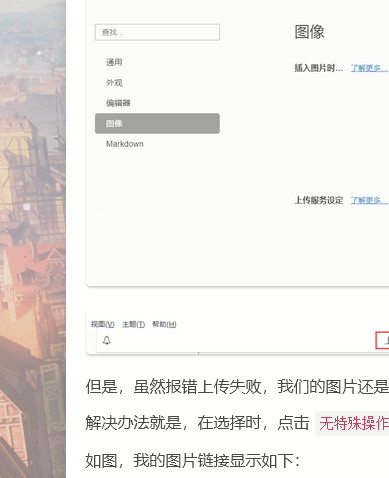 查找...
图像
通用
插入图片时... 了解更多...
外观
编辑器
图像
Markdown
上传服务设定 了解更多...
视图(V) 主题(T) 帮助(H)
但是，虽然报错上传失败，我们的图片还是
解决办法就是，在选择时，点击 无特殊操作
如图，我的图片链接显示如下：